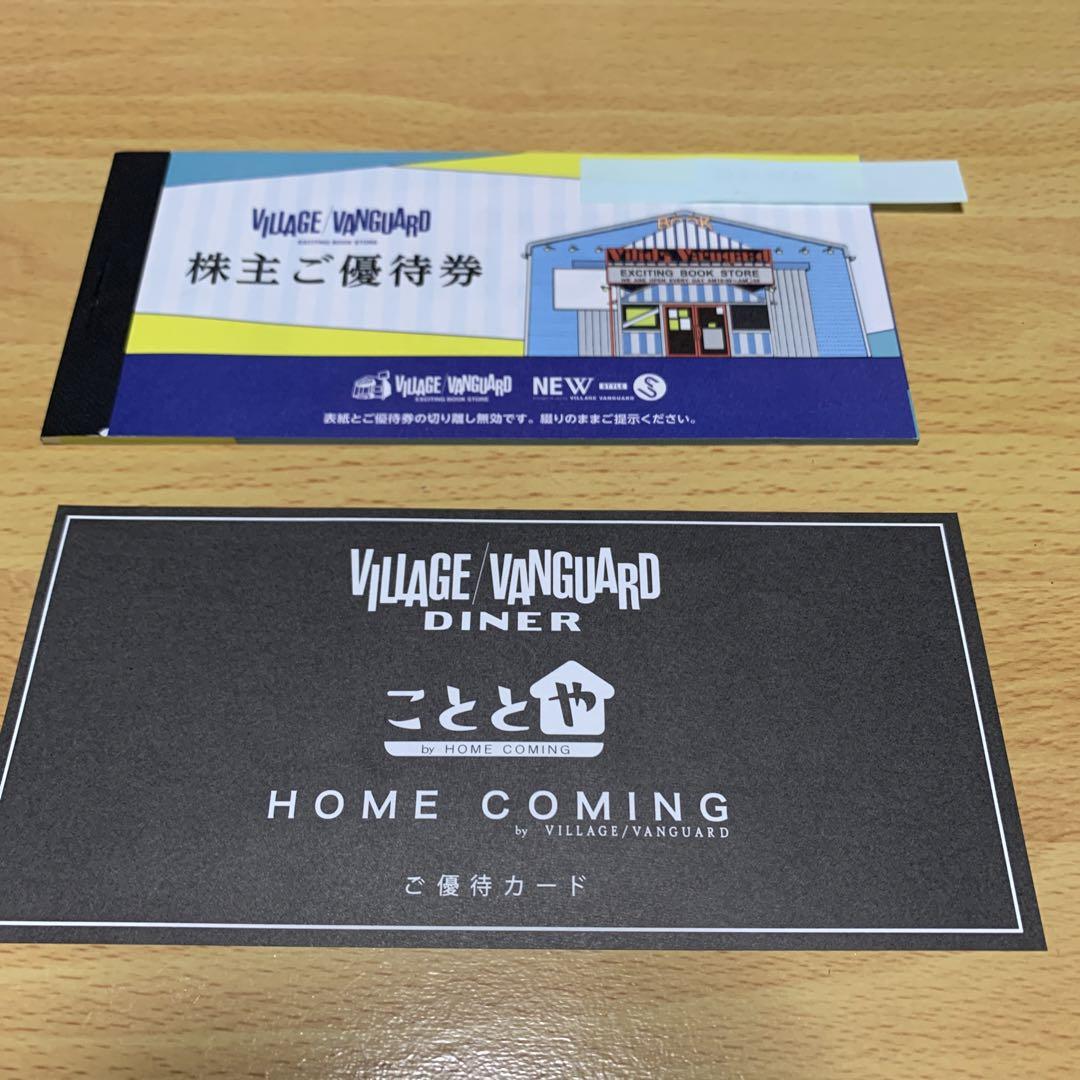 VILLAGE/VANGUARD
EXCITING BOOK STORE
株主ご優待券
BOOK
Village Vanguard
EXCITING BOOK STORE
VILLAGE/VANGUARD
EXCITING BOOK STORE
NEW STYLE
VILLAGE VANGUARD
表紙とご優待券の切り離し無効です。綴りのままご提示ください。
VILLAGE/VANGUARD
DINER
こととや
by HOME COMING
HOME COMING
by VILLAGE/VANGUARD
ご優待カード